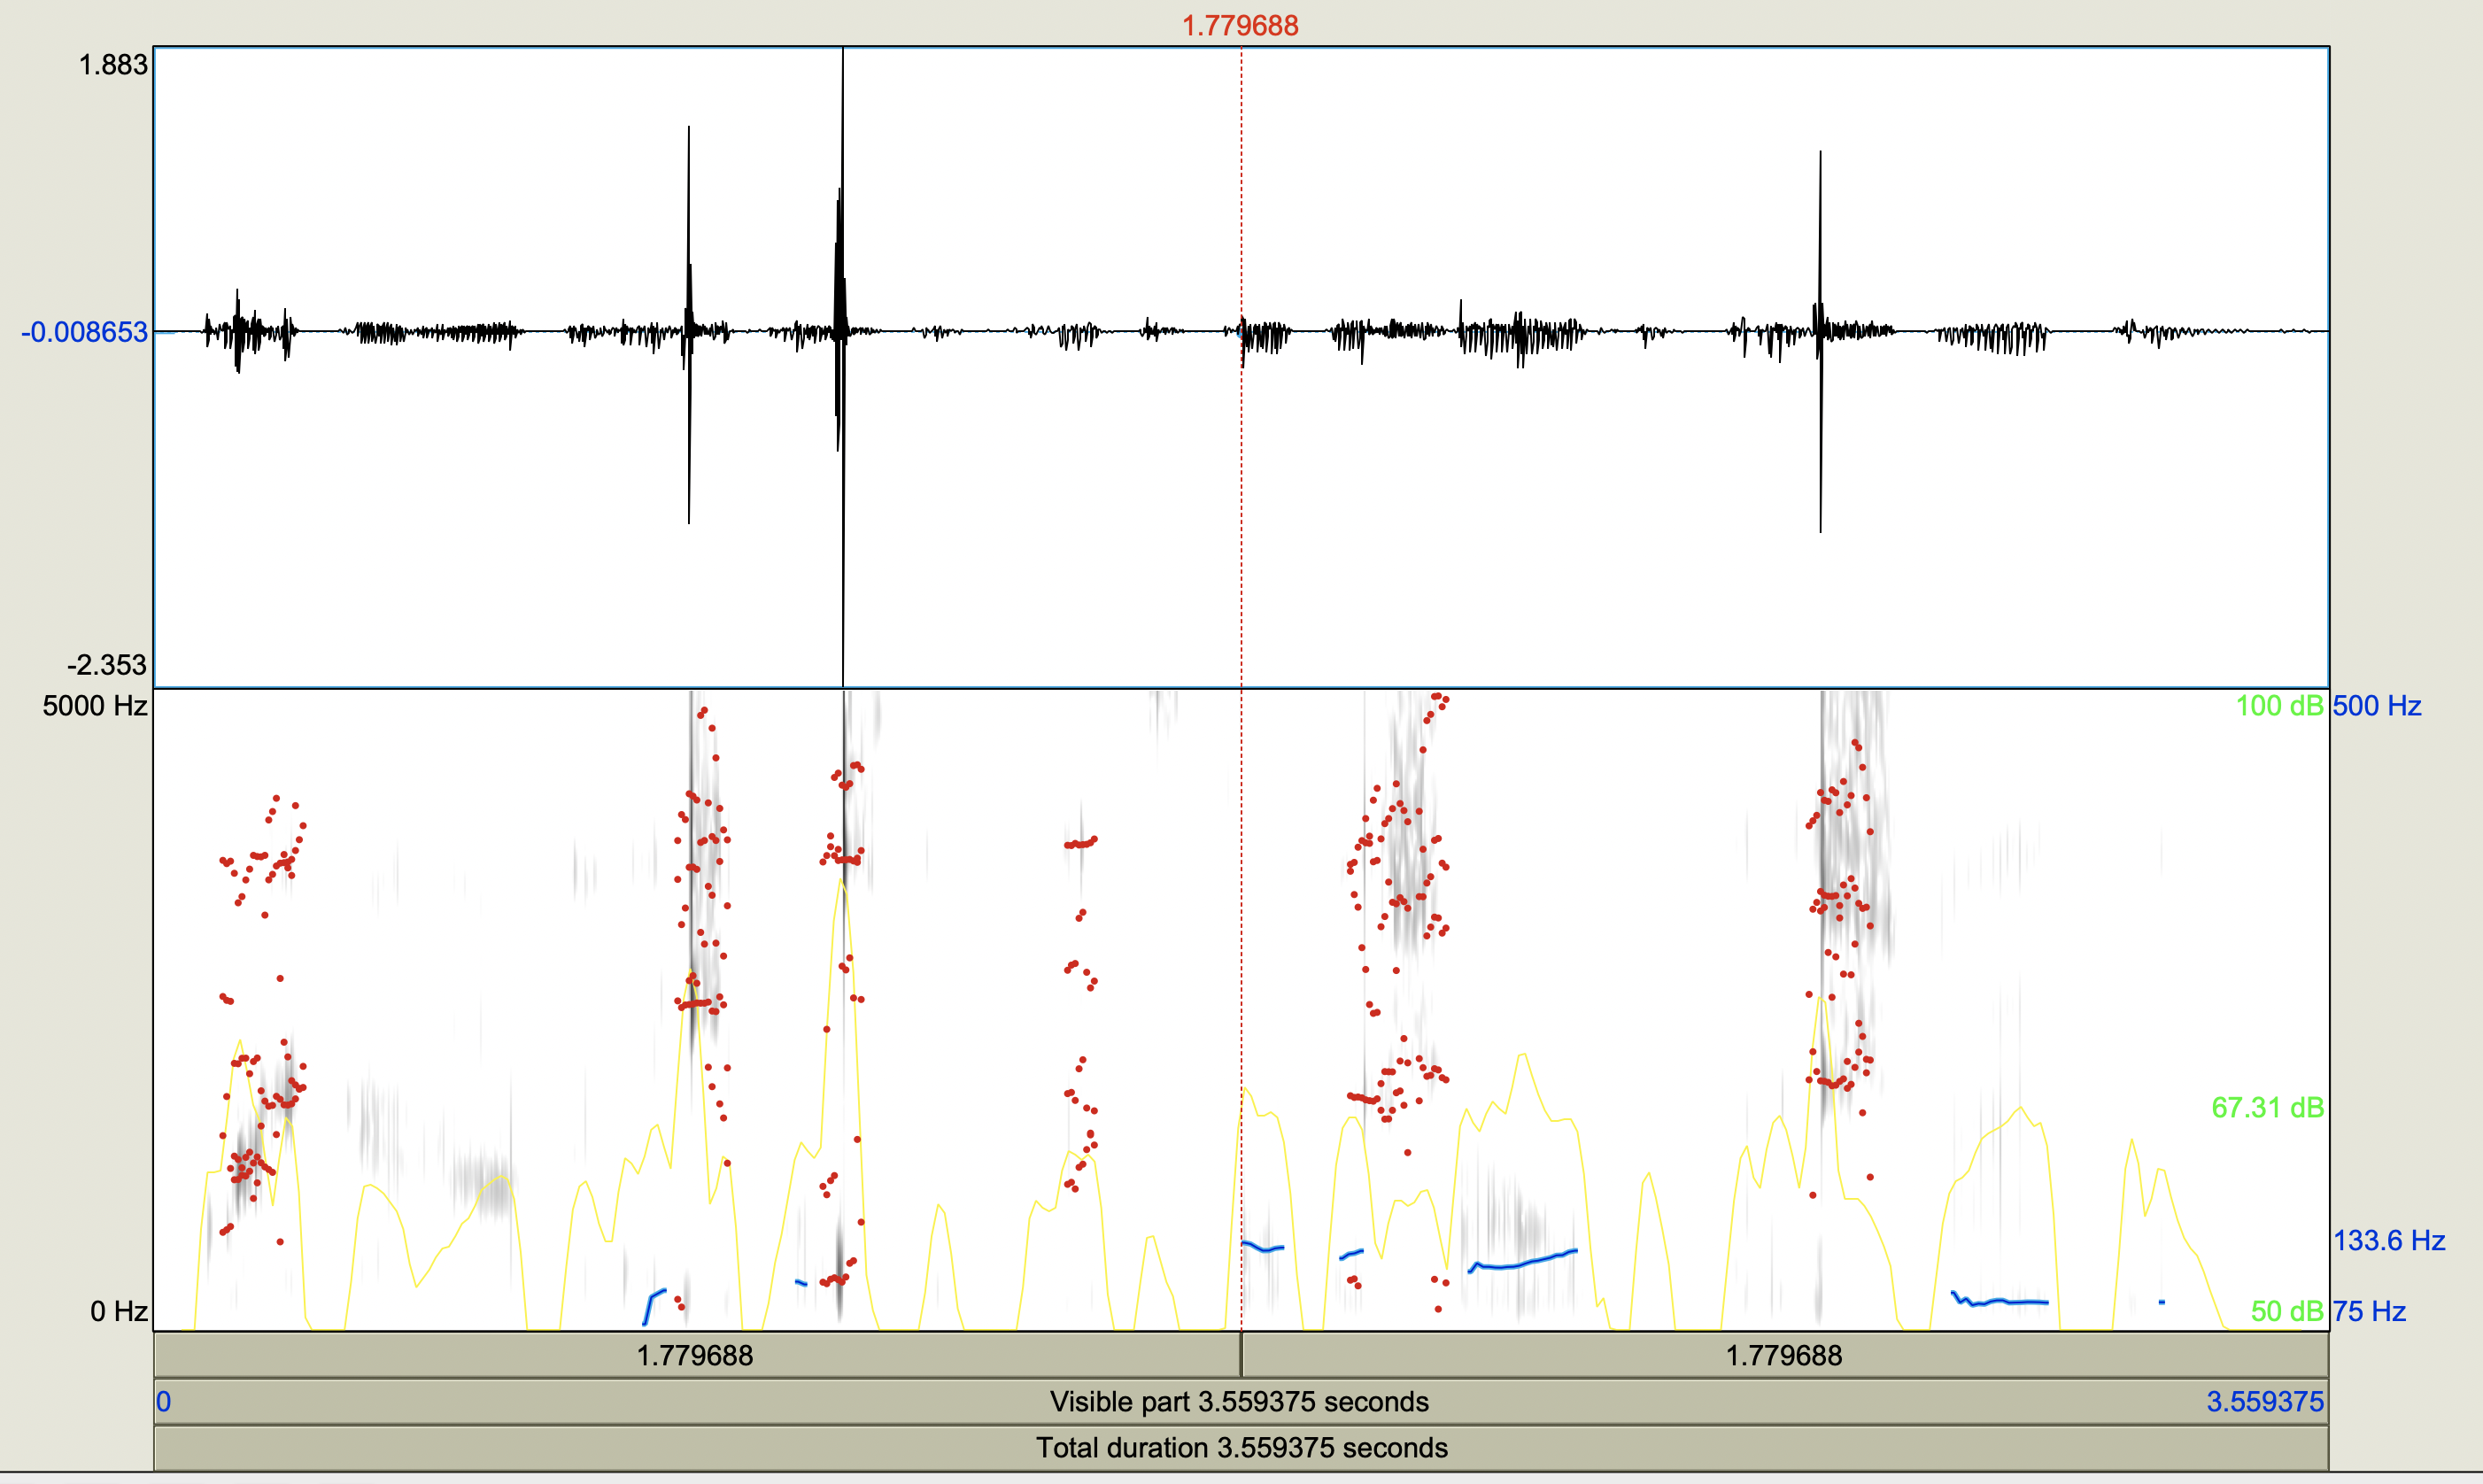 1.779688
1.883
-0.008653
-2.353
5000 Hz
100 dB 500 Hz
67.31 dB
133.6 Hz
0 Hz
50 dB 75 Hz
1.779688 1.779688
0 Visible part 3.559375 seconds 3.559375
Total duration 3.559375 seconds